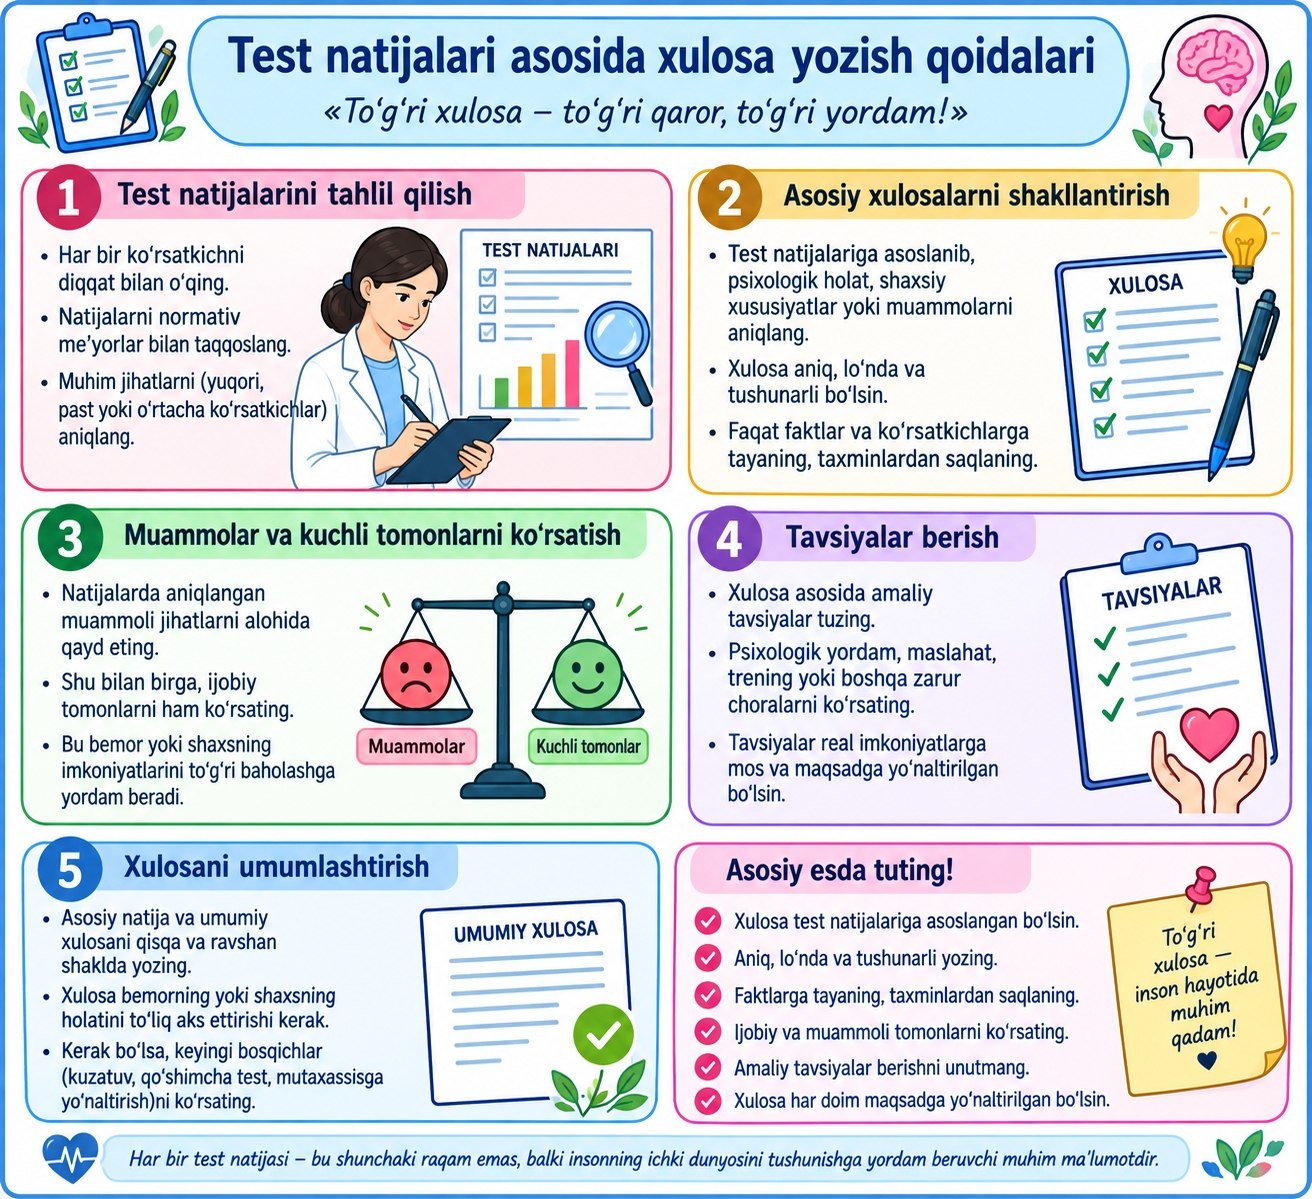 Test natijalari asosida xulosa yozish qoidalari
«To‘g‘ri xulosa – to‘g‘ri qaror, to‘g‘ri yordam!»
1 Test natijalarini tahlil qilish
• Har bir ko‘rsatkichni
diqqat bilan o‘qing.
• Natijalarni normativ
me’yorlar bilan taqqoslang.
• Muhim jihatlarni (yuqori,
past yoki o‘rtacha ko‘rsatkichlar)
aniqlang.
TEST NATIJALARI
2 Asosiy xulosalarni shakllantirish
• Test natijalariga asoslanib,
psixologik holat, shaxsiy
xususiyatlar yoki muammolarni
aniqlang.
• Xulosa aniq, lo‘nda va
tushunarli bo‘lsin.
• Faqat faktlar va ko‘rsatkichlarga
tayaning, taxminlardan saqlaning.
XULOSA
3 Muammolar va kuchli tomonlarni ko‘rsatish
• Natijalarda aniqlangan
muammoli jihatlarni alohida
qayd eting.
• Shu bilan birga, ijobiy
tomonlarni ham ko‘rsating.
• Bu bemor yoki shaxsning
imkoniyatlarini to‘g‘ri baholashga
yordam beradi.
Muammolar
Kuchli tomonlar
4 Tavsiyalar berish
• Xulosa asosida amaliy
tavsiyalar tuzing.
• Psixologik yordam, maslahat,
trening yoki boshqa zarur
choralarni ko‘rsating.
• Tavsiyalar real imkoniyatlarga
mos va maqsadga yo‘naltirilgan
bo‘lsin.
TAVSIYALAR
5 Xulosani umumlashtirish
• Asosiy natija va umumiy
xulosani qisqa va ravshan
shaklda yozing.
• Xulosa bemorning yoki shaxsning
holatini to‘liq aks ettirishi kerak.
• Kerak bo‘lsa, keyingi bosqichlar
(kuzatuv, qo‘shimcha test, mutaxassisga
yo‘naltirish)ni ko‘rsating.
UMUMIY XULOSA
Asosiy esda tuting!
Xulosa test natijalariga asoslangan bo‘lsin.
Aniq, lo‘nda va tushunarli yozing.
Faktlarga tayaning, taxminlardan saqlaning.
Ijobiy va muammoli tomonlarni ko‘rsating.
Amaliy tavsiyalar berishni unutmang.
Xulosa har doim maqsadga yo‘naltirilgan bo‘lsin.
To‘g‘ri
xulosa –
inson hayotida
muhim
qadam!
Har bir test natijasi – bu shunchaki raqam emas, balki insonning ichki dunyosini tushunishga yordam beruvchi muhim ma’lumotdir.